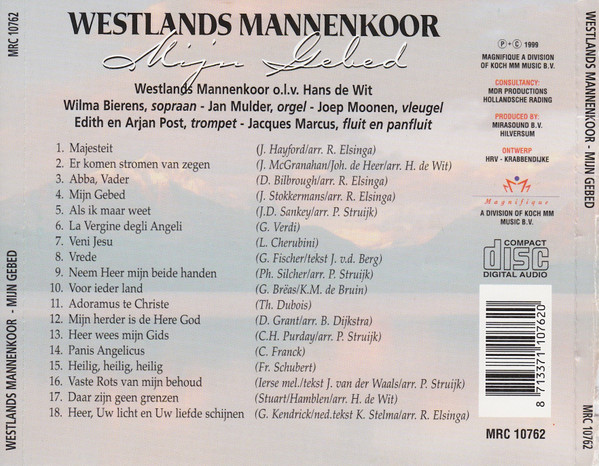 MRC 10762
WESTLANDS MANNENKOOR - MIJN GEBED
WESTLANDS MANNENKOOR
Mijn Gebed
Westlands Mannenkoor o.l.v. Hans de Wit
Wilma Bierens, sopraan - Jan Mulder, orgel - Joep Moonen, vleugel
Edith en Arjan Post, trompet - Jacques Marcus, fluit en panfluit
1. Majesteit (J. Hayford/arr. R. Elsinga)
2. Er komen stromen van zegen (J. McGranahan/Joh. de Heer/arr. H. de Wit)
3. Abba, Vader (D. Bilbrough/arr. R. Elsinga)
4. Mijn Gebed (J. Stokkermans/arr. R. Elsinga)
5. Als ik maar weet (J.D. Sankey/arr. P. Struijk)
6. La Vergine degli Angeli (G. Verdi)
7. Veni Jesu (L. Cherubini)
8. Vrede (G. Fischer/tekst J. v.d. Berg)
9. Neem Heer mijn beide handen (Ph. Silcher/arr. P. Struijk)
10. Voor ieder land (G. Brëas/K.M. de Bruin)
11. Adoramus te Christe (Th. Dubois)
12. Mijn herder is de Here God (D. Grant/arr. B. Dijkstra)
13. Heer wees mijn Gids (C.H. Purday/arr. P. Struijk)
14. Panis Angelicus (C. Franck)
15. Heilig, heilig, heilig (Fr. Schubert)
16. Vaste Rots van mijn behoud (Ierse mel./tekst J. van der Waals/arr. P. Struijk)
17. Daar zijn geen grenzen (Stuart/Hamblen/arr. H. de Wit)
18. Heer, Uw licht en Uw liefde schijnen (G. Kendrick/ned.tekst K. Stelma/arr. R. Elsinga)
℗ + © 1999
MAGNIFIQUE A DIVISION
OF KOCH MM MUSIC B.V.
CONSULTANCY:
MDR PRODUCTIONS
HOLLANDSCHE RADING
PRODUCED BY:
MIRASOUND B.V.
HILVERSUM
ONTWERP
HRV - KRABBENDIJKE
Magnifique
A DIVISION OF KOCH MM
MUSIC B.V.
COMPACT
disc
DIGITAL AUDIO
8 713371 107620
MRC 10762
WESTLANDS MANNENKOOR - MIJN GEBED
MRC 10762